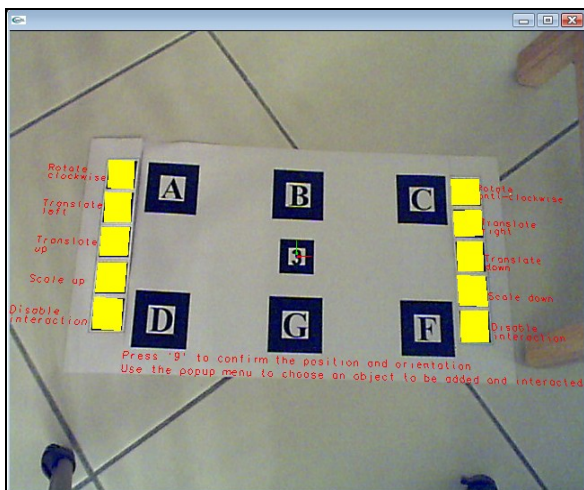 Rotate
clockwise
A
B
C
Rotate
anti-clockwise
Translate
left
Translate
right
Translate
up
3
Translate
down
Scale up
Scale down
Disable
interaction
D
G
F
Disable
interaction
Press '9' to confirm the position and orientation
Use the popup menu to choose an object to be added and interacted